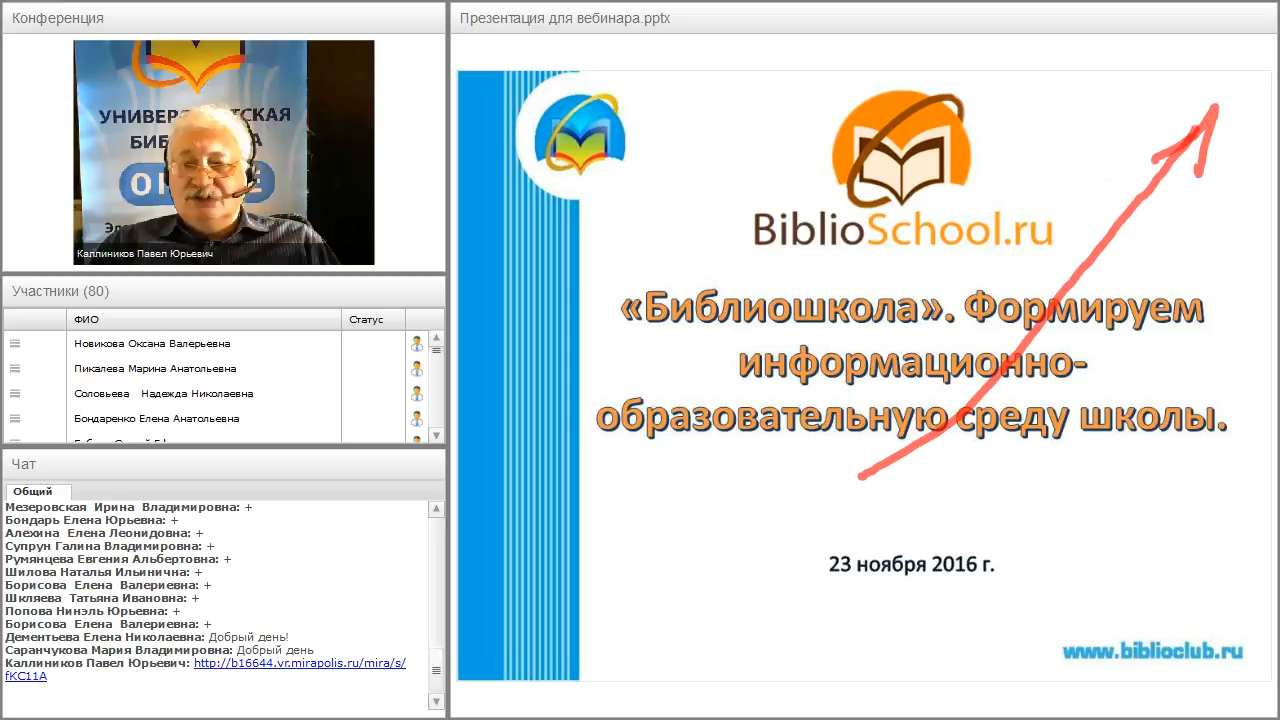 Конференция
УНИВЕРСИТЕТСКАЯ
Каллиников Павел Юрьевич
Участники (80)
ФИО Статус
Новикова Оксана Валерьевна
Пикалева Марина Анатольевна
Соловьева Надежда Николаевна
Бондаренко Елена Анатольевна
Чат
Общий
Мезеровская Ирина Владимировна: +
Бондарь Елена Юрьевна: +
Алехина Елена Леонидовна: +
Супрун Галина Владимировна: +
Румянцева Евгения Альбертовна: +
Шилова Наталья Ильинична: +
Борисова Елена Валериевна: +
Шкляева Татьяна Ивановна: +
Попова Нинэль Юрьевна: +
Борисова Елена Валериевна: +
Дементьева Елена Николаевна: Добрый день!
Саранчукова Мария Владимировна: Добрый день
Каллиников Павел Юрьевич: http://b16644.vr.mirapolis.ru/mira/s/
fKC11A
Презентация для вебинара.pptx
BiblioSchool.ru
«Библиошкола». Формируем
информационно-
образовательную среду школы.
23 ноября 2016 г.
www.biblioclub.ru